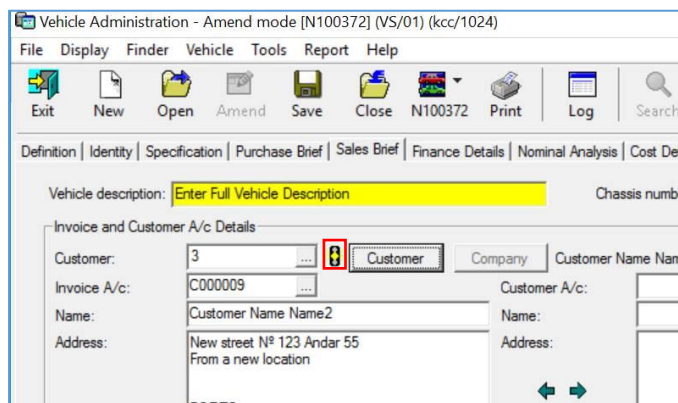 Vehicle Administration - Amend mode [N100372] (VS/01) (kcc/1024)
File Display Finder Vehicle Tools Report Help
Exit New Open Amend Save Close N100372 Print Log Search
Definition Identity Specification Purchase Brief Sales Brief Finance Details Nominal Analysis Cost De
Vehicle description: Enter Full Vehicle Description Chassis numb
Invoice and Customer A/c Details
Customer: 3 ... Customer Company Customer Name Nam
Invoice A/c: C000009 ... Customer A/c:
Name: Customer Name Name2 Name:
Address: New street Nº 123 Andar 55 Address:
From a new location